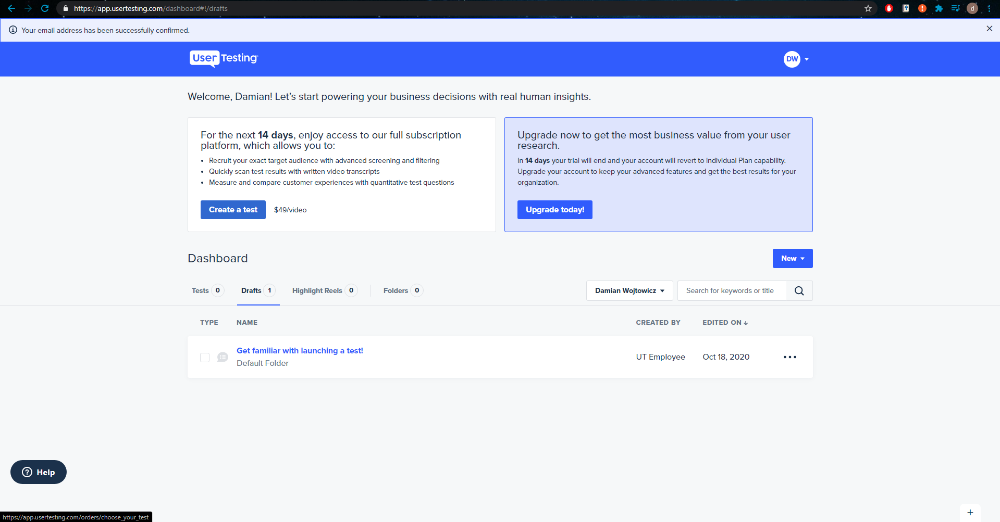 https://app.usertesting.com/dashboard#!/drafts
d
Your email address has been successfully confirmed.
User Testing
DW
Welcome, Damian! Let’s start powering your business decisions with real human insights.
For the next 14 days, enjoy access to our full subscription
platform, which allows you to:
• Recruit your exact target audience with advanced screening and filtering
• Quickly scan test results with written video transcripts
• Measure and compare customer experiences with quantitative test questions
Create a test $49/video
Upgrade now to get the most business value from your user
research.
In 14 days your trial will end and your account will revert to Individual Plan capability.
Upgrade your account to keep your advanced features and get the best results for your
organization.
Upgrade today!
Dashboard
New
Tests 0 Drafts 1 Highlight Reels 0 Folders 0
Damian Wojtowicz
Search for keywords or title
TYPE NAME CREATED BY EDITED ON
Get familiar with launching a test!
Default Folder
UT Employee Oct 18, 2020
Help
https://app.usertesting.com/orders/choose_your_test